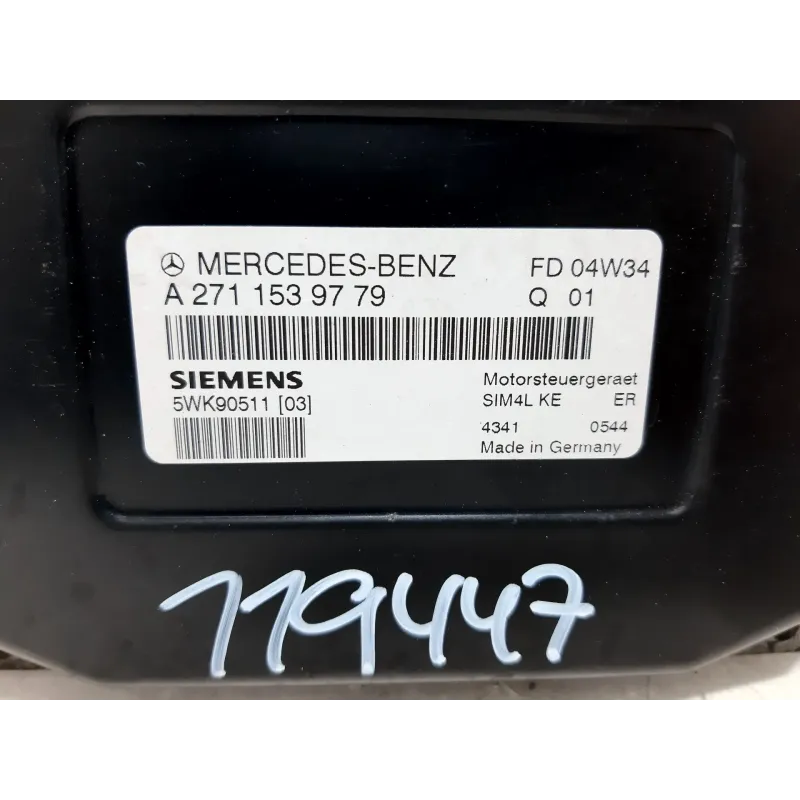 MERCEDES-BENZ FD 04W34
A 271 153 97 79 Q 01
SIEMENS Motorsteuergeraet
5WK90511 [03] SIM4L KE ER
4341 0544
Made in Germany
119447